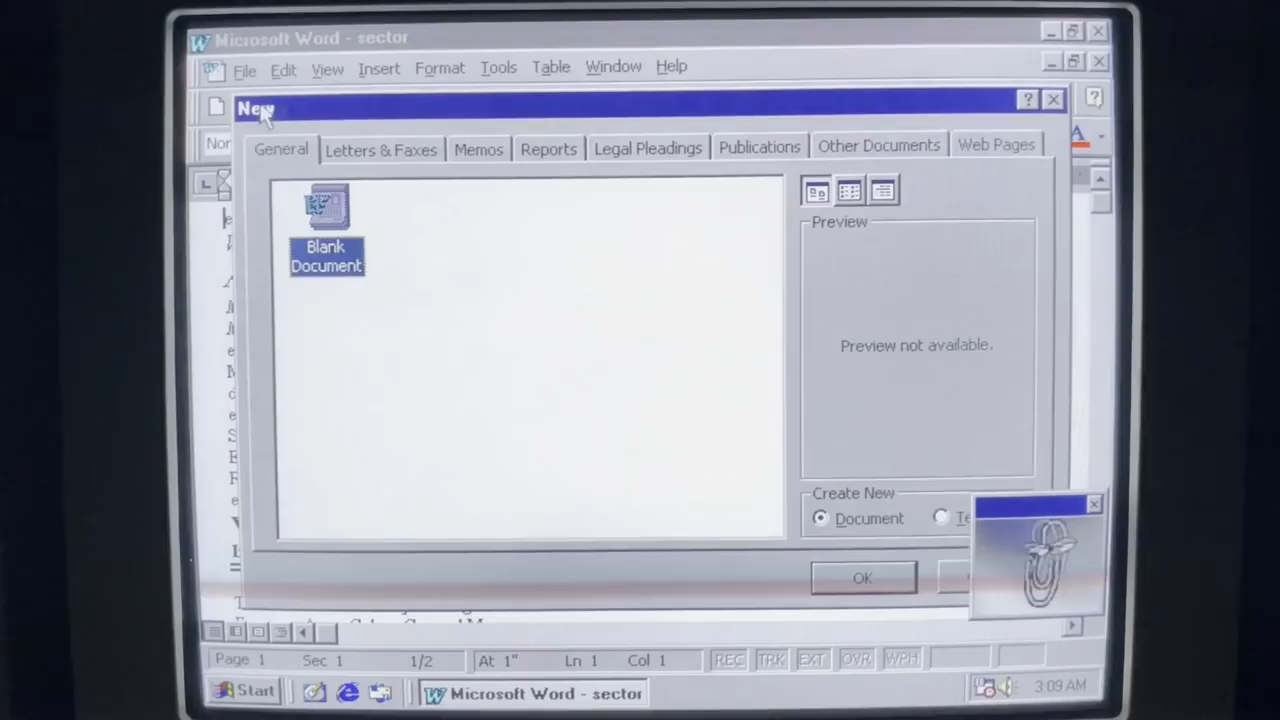 Microsoft Word - sector
File Edit View Insert Format Tools Table Window Help
New
General Letters & Faxes Memos Reports Legal Pleadings Publications Other Documents Web Pages
Blank
Document
Preview
Preview not available.
Create New
Document
OK
Page 1 Sec 1 1/2 At 1" Ln 1 Col 1 REC TRK EXT OVR WPH
Start Microsoft Word - sector 3:09 AM